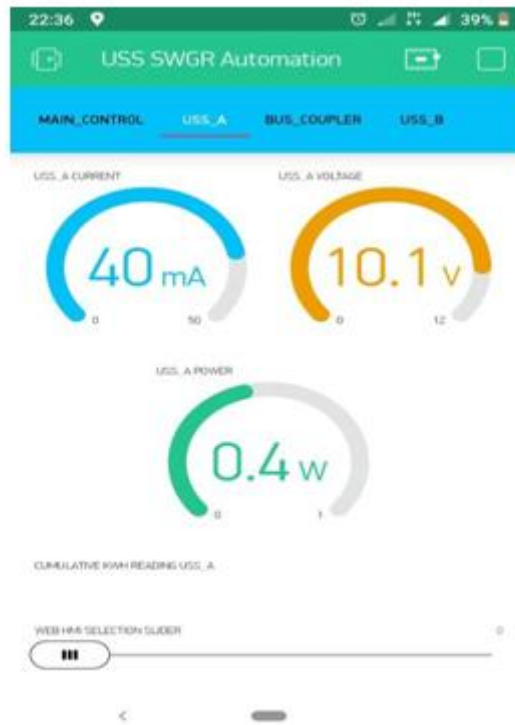 22:36 39%
USS SWGR Automation
MAIN_CONTROL USS_A BUS_COUPLER USS_B
USS_A CURRENT USS_A VOLTAGE
40 mA 10.1 V
0 50 0 12
USS_A POWER
0.4 W
0 1
CUMULATIVE KWH READING USS_A
WEB HMI SELECTION SLIDER 0